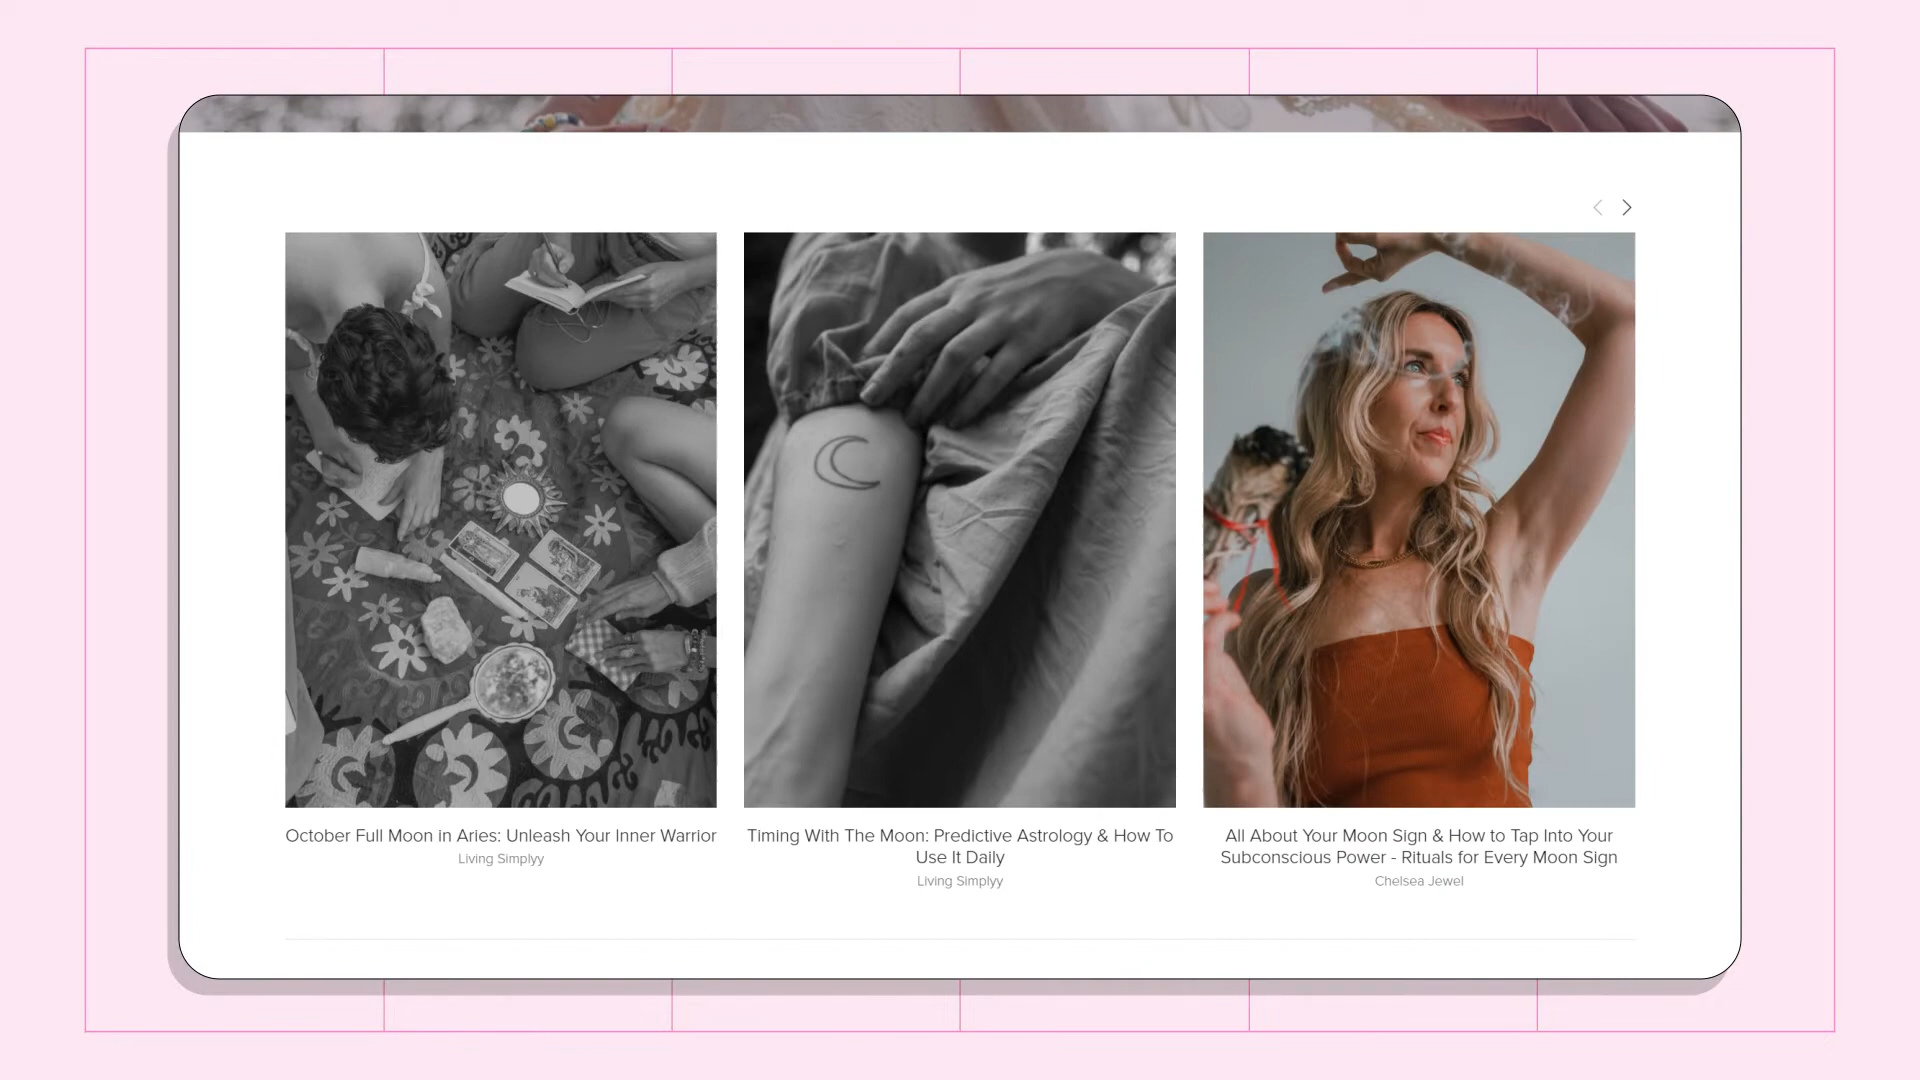 October Full Moon in Aries: Unleash Your Inner Warrior
Living Simplyy
Timing With The Moon: Predictive Astrology & How To
Use It Daily
Living Simplyy
All About Your Moon Sign & How to Tap Into Your
Subconscious Power - Rituals for Every Moon Sign
Chelsea Jewel